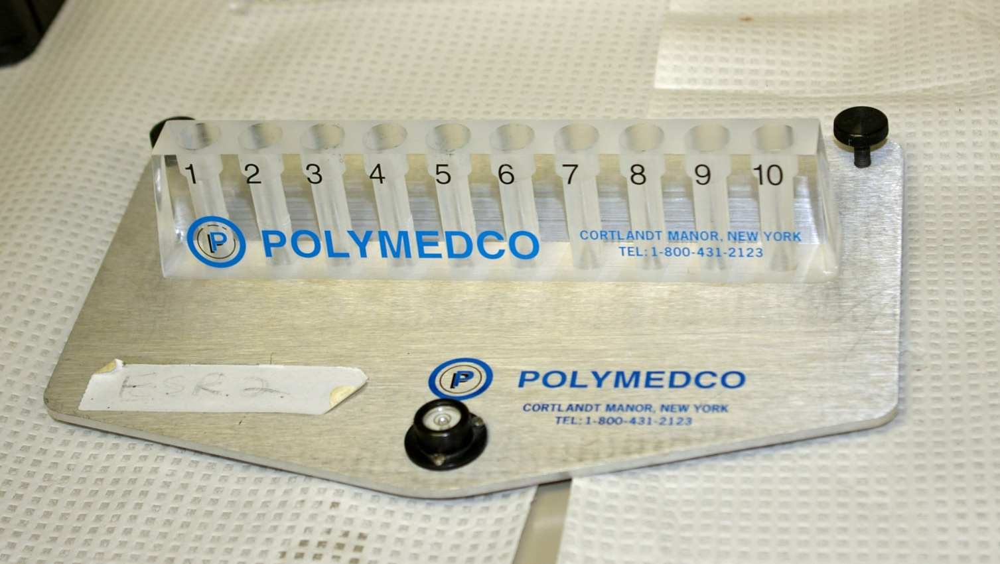 1 2 3 4 5 6 7 8 9 10
P POLYMEDCO
CORTLANDT MANOR, NEW YORK
TEL: 1-800-431-2123
ESR. 2.
P POLYMEDCO
CORTLANDT MANOR, NEW YORK
TEL: 1-800-431-2123